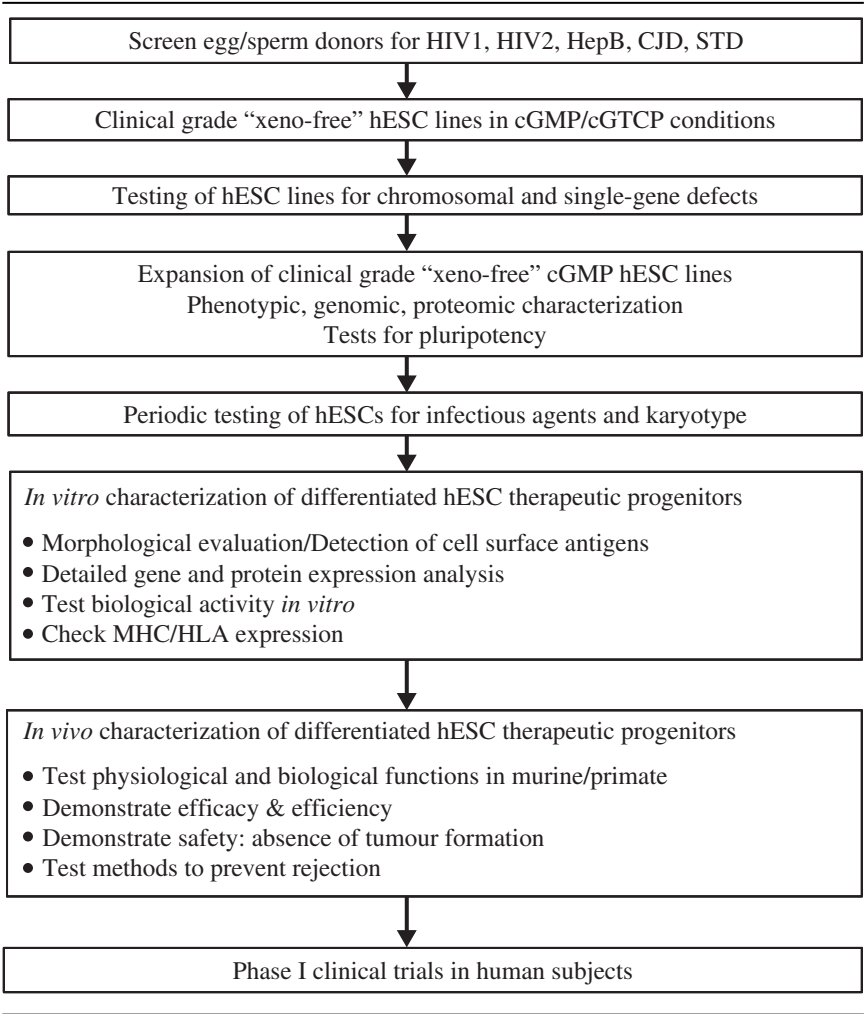 Screen egg/sperm donors for HIV1, HIV2, HepB, CJD, STD
Clinical grade “xeno-free” hESC lines in cGMP/cGTCP conditions
Testing of hESC lines for chromosomal and single-gene defects
Expansion of clinical grade “xeno-free” cGMP hESC lines
Phenotypic, genomic, proteomic characterization
Tests for pluripotency
Periodic testing of hESCs for infectious agents and karyotype
In vitro characterization of differentiated hESC therapeutic progenitors
• Morphological evaluation/Detection of cell surface antigens
• Detailed gene and protein expression analysis
• Test biological activity in vitro
• Check MHC/HLA expression
In vivo characterization of differentiated hESC therapeutic progenitors
• Test physiological and biological functions in murine/primate
• Demonstrate efficacy & efficiency
• Demonstrate safety: absence of tumour formation
• Test methods to prevent rejection
Phase I clinical trials in human subjects